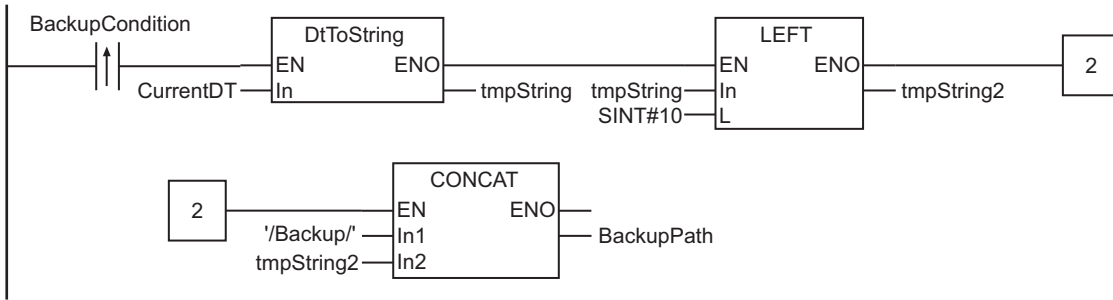 BackupCondition
DtToString
LEFT
EN ENO
EN ENO
2
CurrentDT In tmpString
tmpString In tmpString2
SINT#10 L
CONCAT
2
EN ENO
'/Backup/' In1 BackupPath
tmpString2 In2